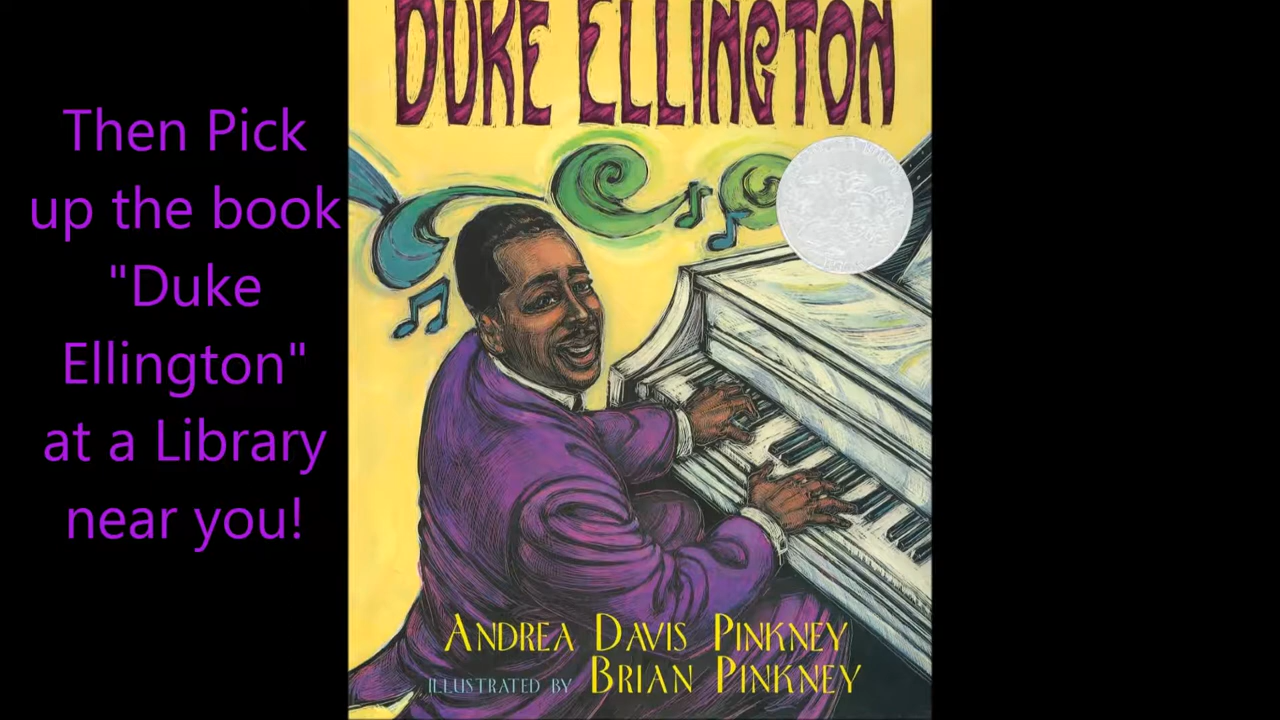 Then Pick
up the book
"Duke
Ellington"
at a Library
near you!
DUKE ELLINGTON
ANDREA DAVIS PINKNEY
ILLUSTRATED BY BRIAN PINKNEY